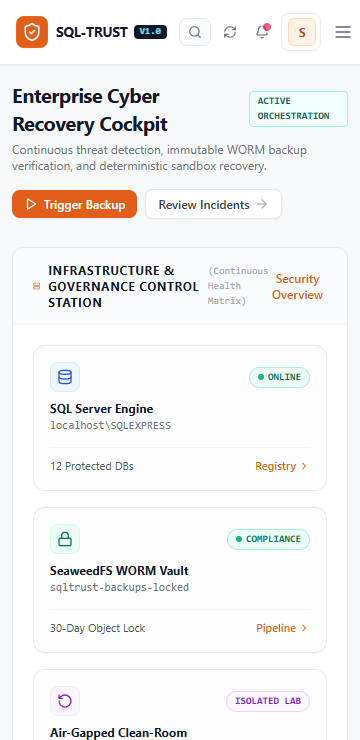 SQL-TRUST V1.0 S
Enterprise Cyber
Recovery Cockpit
ACTIVE
ORCHESTRATION
Continuous threat detection, immutable WORM backup
verification, and deterministic sandbox recovery.
Trigger Backup
Review Incidents
INFRASTRUCTURE &
GOVERNANCE CONTROL
STATION
(Continuous
Health
Matrix)
Security
Overview
ONLINE
SQL Server Engine
localhost\SQLEXPRESS
12 Protected DBs
Registry
COMPLIANCE
SeaweedFS WORM Vault
sqltrust-backups-locked
30-Day Object Lock
Pipeline
ISOLATED LAB
Air-Gapped Clean-Room